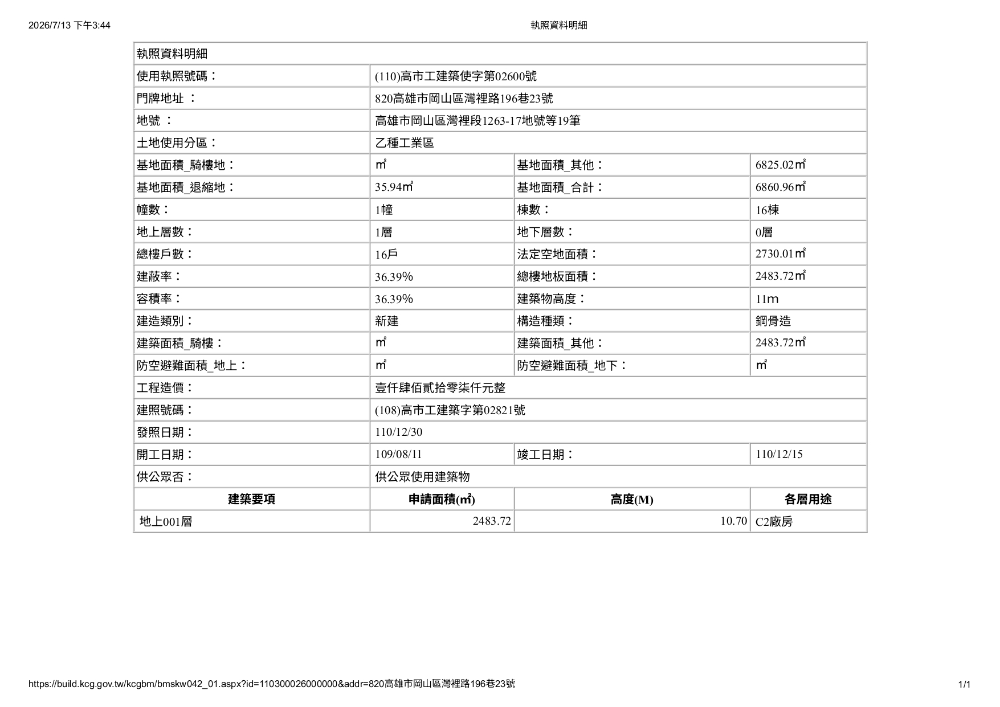 2026/7/13 下午3:44 執照資料明細
執照資料明細
使用執照號碼： (110)高市工建築使字第02600號
門牌地址 ： 820高雄市岡山區灣裡路196巷23號
地號 ： 高雄市岡山區灣裡段1263-17地號等19筆
土地使用分區： 乙種工業區
基地面積_騎樓地： ㎡ 基地面積_其他： 6825.02㎡
基地面積_退縮地： 35.94㎡ 基地面積_合計： 6860.96㎡
幢數： 1幢 棟數： 16棟
地上層數： 1層 地下層數： 0層
總樓戶數： 16戶 法定空地面積： 2730.01㎡
建蔽率： 36.39％ 總樓地板面積： 2483.72㎡
容積率： 36.39％ 建築物高度： 11ｍ
建造類別： 新建 構造種類： 鋼骨造
建築面積_騎樓： ㎡ 建築面積_其他： 2483.72㎡
防空避難面積_地上： ㎡ 防空避難面積_地下： ㎡
工程造價： 壹仟肆佰貳拾零柒仟元整
建照號碼： (108)高市工建築字第02821號
發照日期： 110/12/30
開工日期： 109/08/11 竣工日期： 110/12/15
供公眾否： 供公眾使用建築物
建築要項 申請面積(㎡) 高度(M) 各層用途
地上001層 2483.72 10.70 C2廠房
https://build.kcg.gov.tw/kcgbm/bmskw042_01.aspx?id=110300026000000&addr=820高雄市岡山區灣裡路196巷23號 1/1